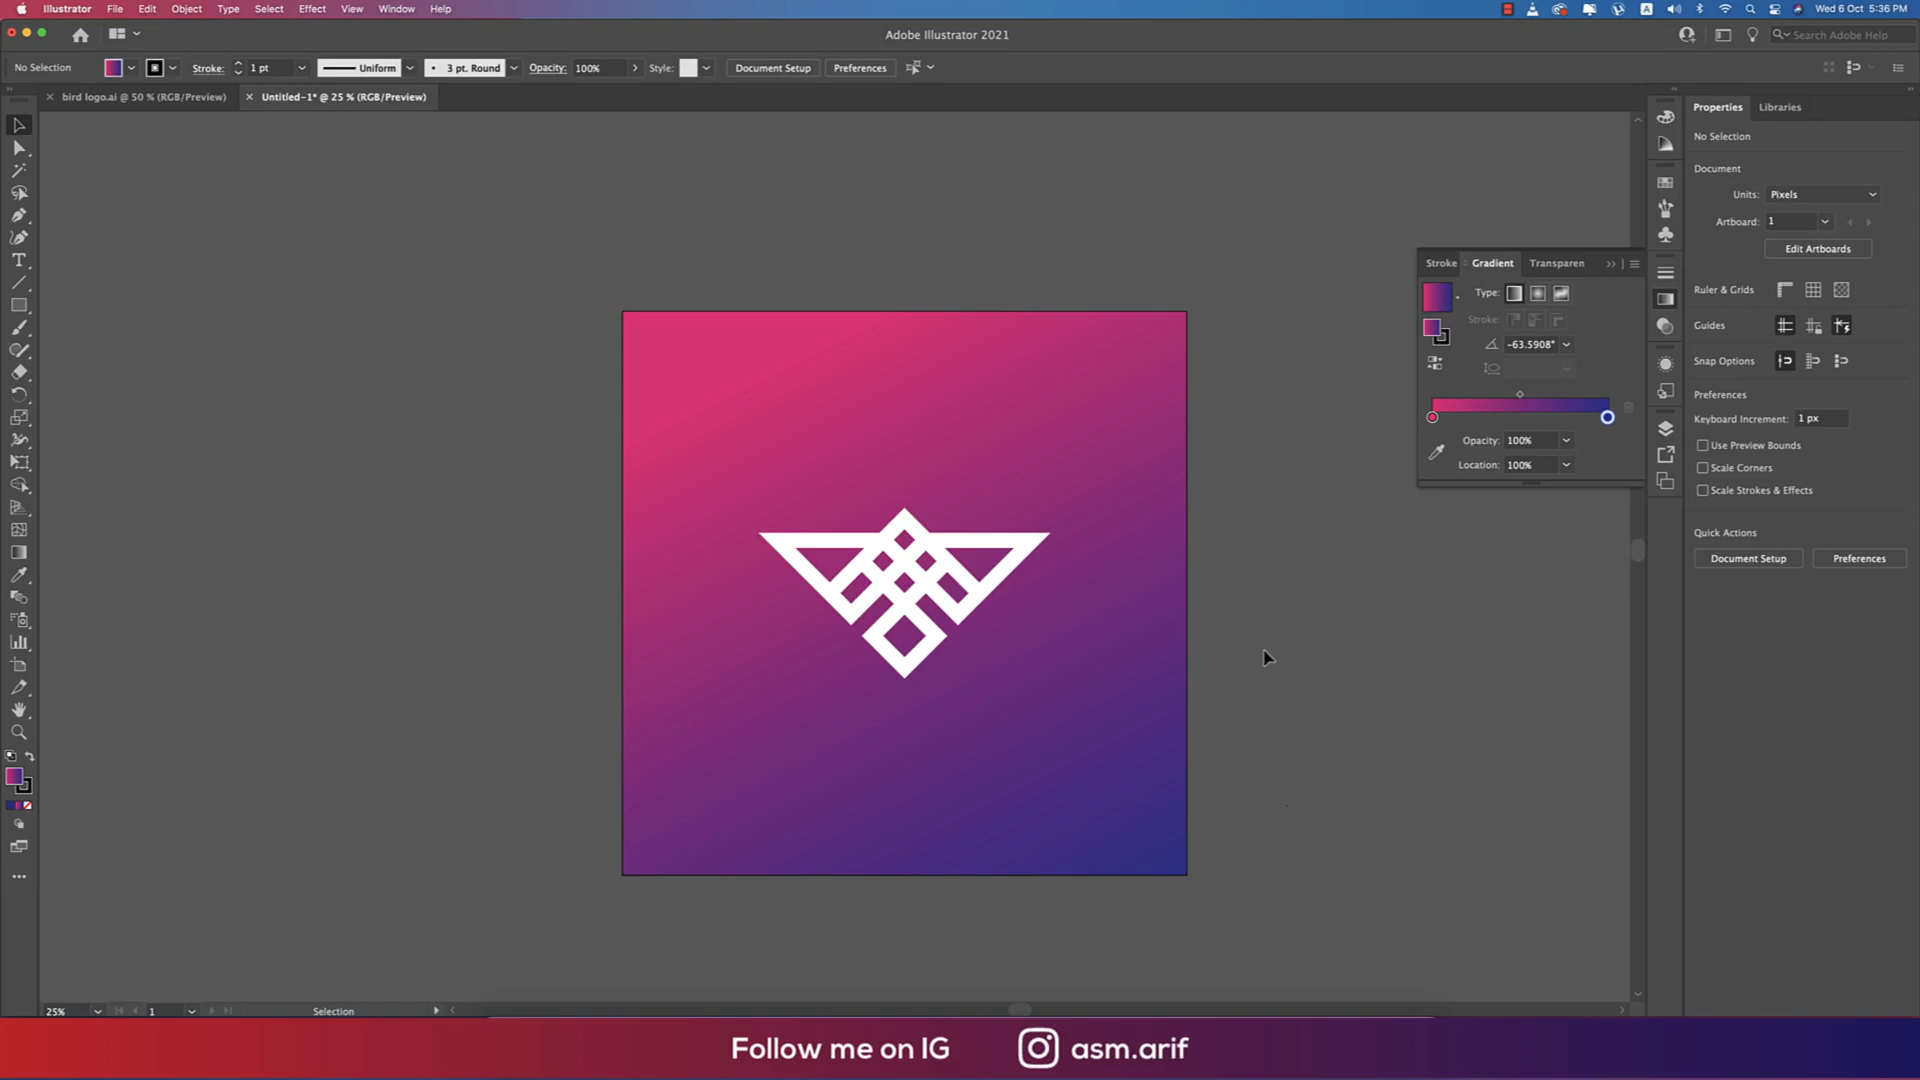 Illustrator File Edit Object Type Select Effect View Window Help
A Wed 6 Oct 5:36 PM
Adobe Illustrator 2021
Search Adobe Help
No Selection
Stroke: 1 pt
Uniform
3 pt. Round
Opacity: 100%
Style:
Document Setup
Preferences
bird logo.ai @ 50 % (RGB/Preview)
Untitled-1* @ 25 % (RGB/Preview)
Properties Libraries
No Selection
Document
Units: Pixels
Artboard: 1
Edit Artboards
Ruler & Grids
Guides
Snap Options
Preferences
Keyboard Increment: 1 px
Use Preview Bounds
Scale Corners
Scale Strokes & Effects
Quick Actions
Document Setup Preferences
Stroke Gradient Transparen
Type:
Stroke:
-63.5908°
Opacity: 100%
Location: 100%
25% 1 Selection
Follow me on IG asm.arif